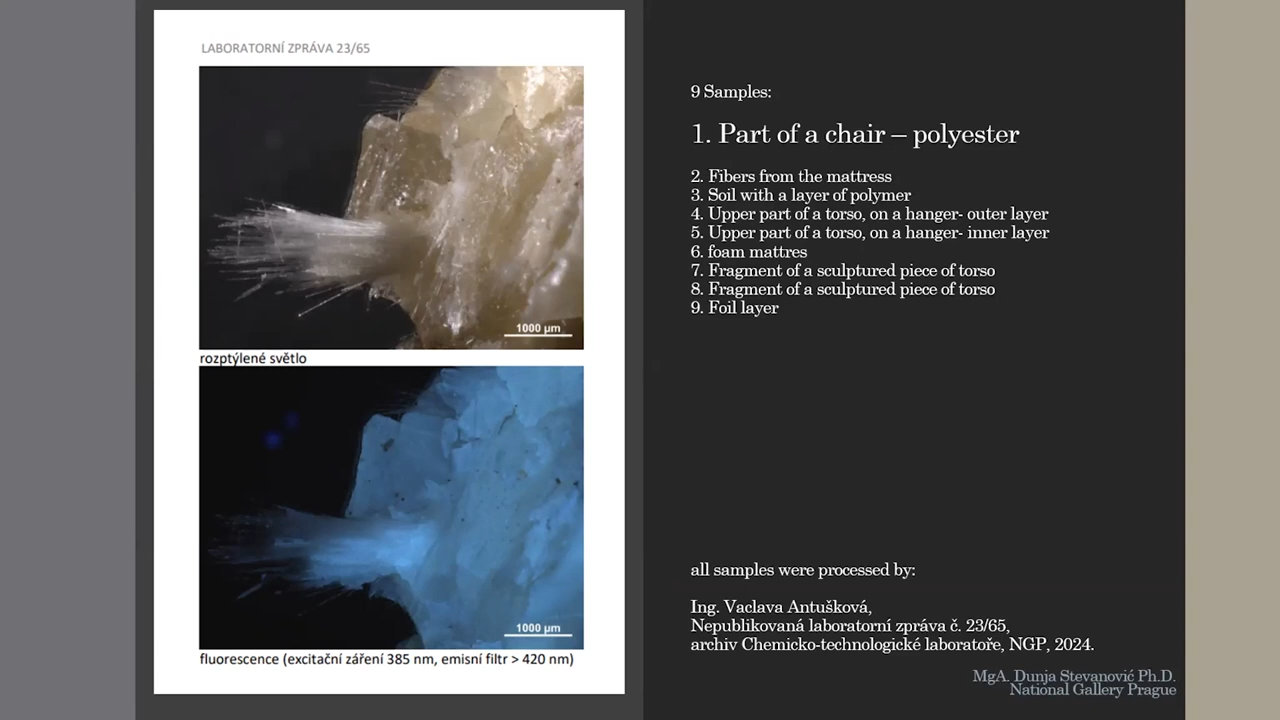 LABORATORNÍ ZPRÁVA 23/65
1000 µm
rozptýlené světlo
1000 µm
fluorescence (excitační záření 385 nm, emisní filtr > 420 nm)
9 Samples:
1. Part of a chair – polyester
2. Fibers from the mattress
3. Soil with a layer of polymer
4. Upper part of a torso, on a hanger- outer layer
5. Upper part of a torso, on a hanger- inner layer
6. foam mattres
7. Fragment of a sculptured piece of torso
8. Fragment of a sculptured piece of torso
9. Foil layer
all samples were processed by:
Ing. Vaclava Antušková,
Nepublikovaná laboratorní zpráva č. 23/65,
archiv Chemicko-technologické laboratoře, NGP, 2024.
MgA. Dunja Stevanović Ph.D.
National Gallery Prague